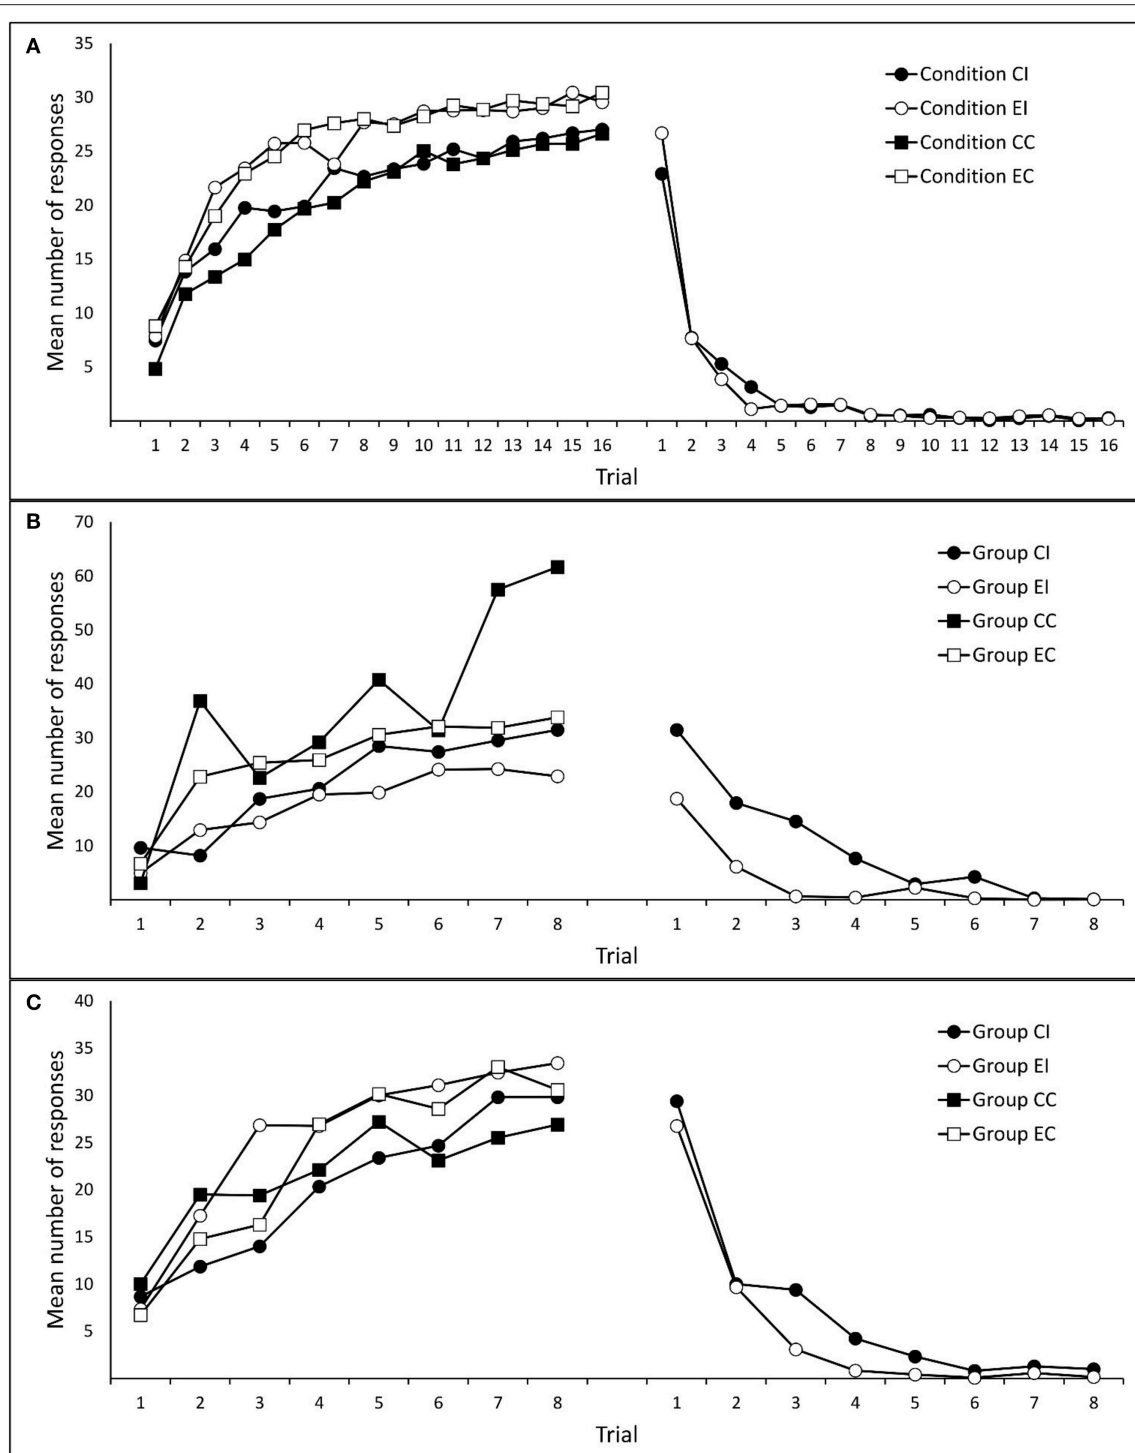 A
35
30
25
20
15
10
5
Mean number of responses
Condition CI
Condition EI
Condition CC
Condition EC
1 2 3 4 5 6 7 8 9 10 11 12 13 14 15 16 1 2 3 4 5 6 7 8 9 10 11 12 13 14 15 16
Trial
B
70
60
50
40
30
20
10
Mean number of responses
Group CI
Group EI
Group CC
Group EC
1 2 3 4 5 6 7 8 1 2 3 4 5 6 7 8
Trial
C
40
35
30
25
20
15
10
5
Mean number of responses
Group CI
Group EI
Group CC
Group EC
1 2 3 4 5 6 7 8 1 2 3 4 5 6 7 8
Trial